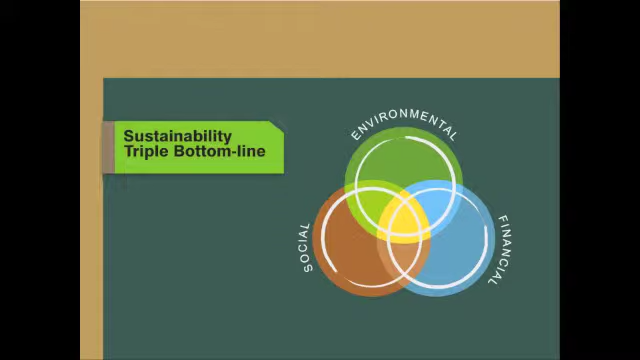 Sustainability
Triple Bottom-line
ENVIRONMENTAL
SOCIAL
FINANCIAL